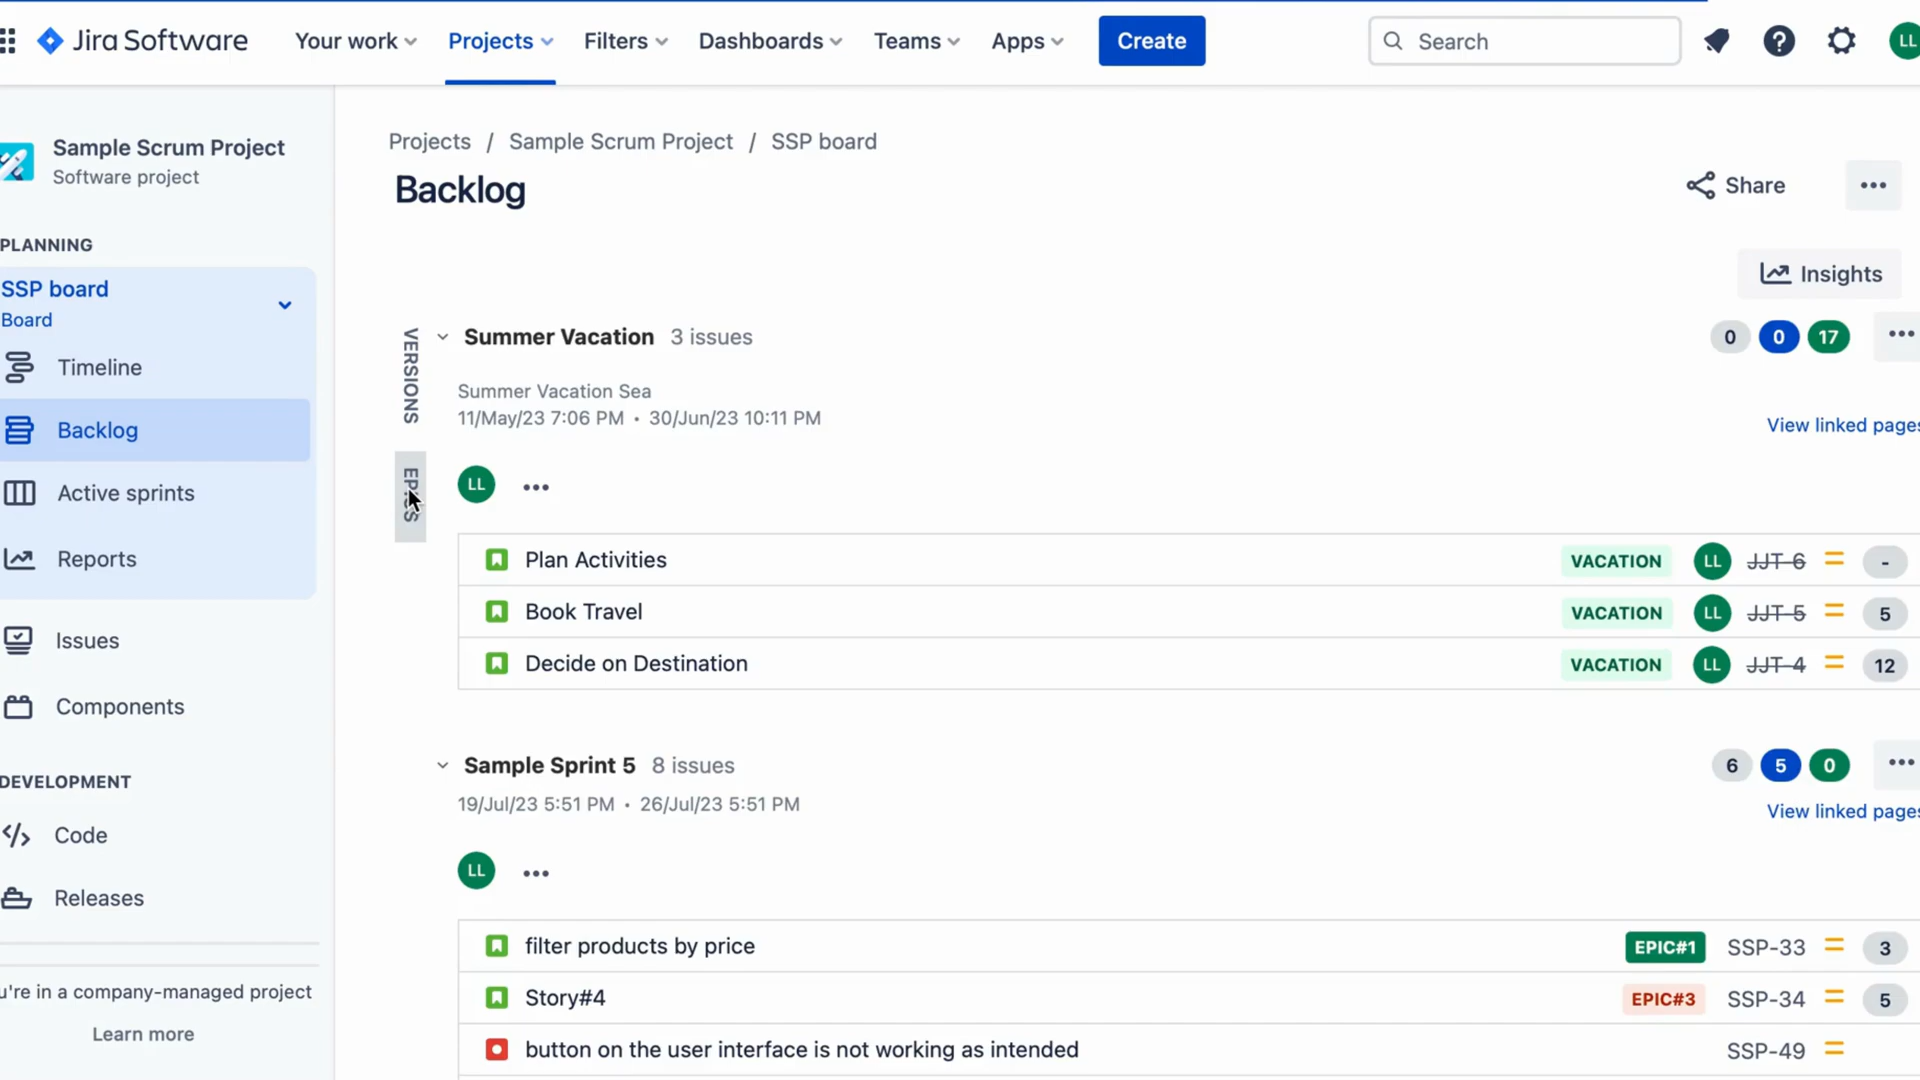 Jira Software
Your work
Projects
Filters
Dashboards
Teams
Apps
Create
Search
LL
Sample Scrum Project
Software project
PLANNING
SSP board
Board
Timeline
Backlog
Active sprints
Reports
Issues
Components
DEVELOPMENT
Code
Releases
u're in a company-managed project
Learn more
Projects / Sample Scrum Project / SSP board
Backlog
Share
Insights
VERSIONS
EPICS
Summer Vacation 3 issues
0 0 17
Summer Vacation Sea
11/May/23 7:06 PM • 30/Jun/23 10:11 PM
View linked pages
LL
Plan Activities VACATION LL JJT-6 -
Book Travel VACATION LL JJT-5 5
Decide on Destination VACATION LL JJT-4 12
Sample Sprint 5 8 issues
6 5 0
19/Jul/23 5:51 PM • 26/Jul/23 5:51 PM
View linked pages
LL
filter products by price EPIC#1 SSP-33 3
Story#4 EPIC#3 SSP-34 5
button on the user interface is not working as intended SSP-49